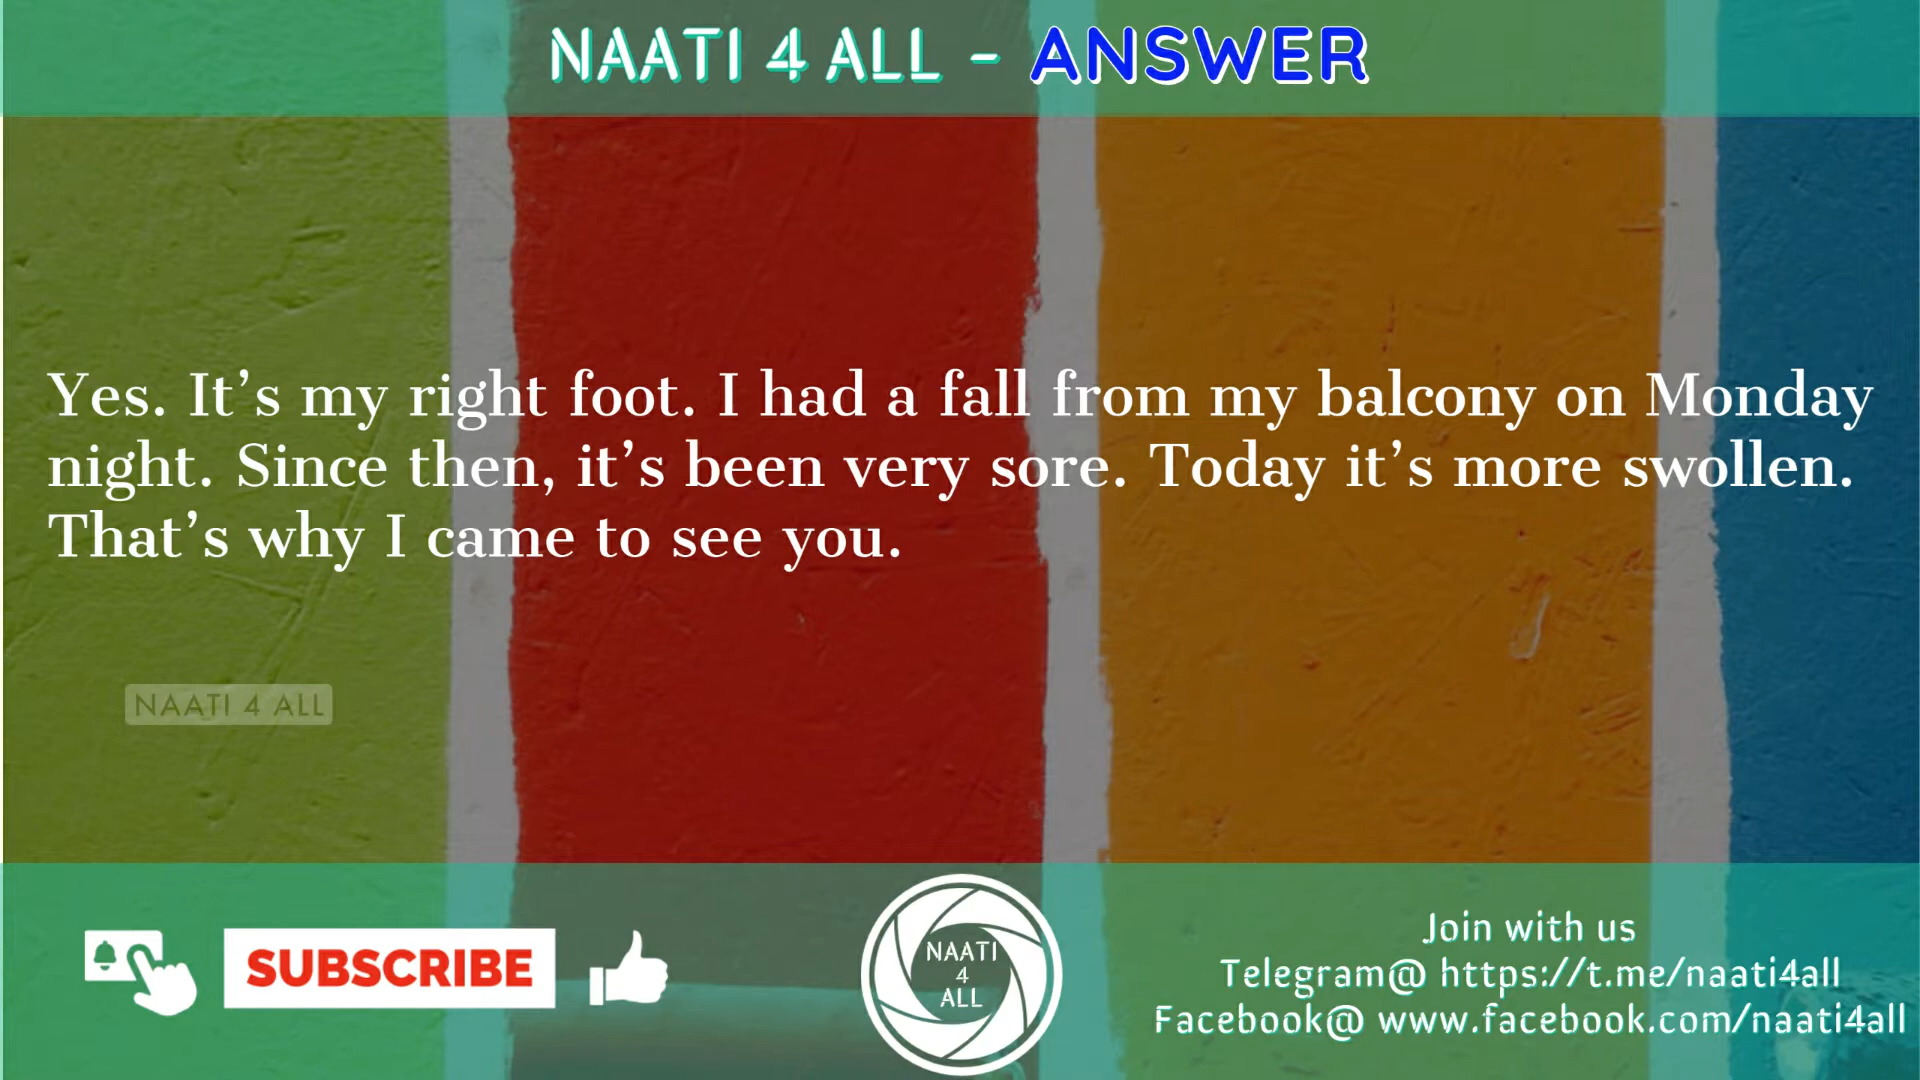 NAATI 4 ALL - ANSWER
Yes. It’s my right foot. I had a fall from my balcony on Monday
night. Since then, it’s been very sore. Today it’s more swollen.
That’s why I came to see you.
NAATI 4 ALL
SUBSCRIBE
NAATI
4
ALL
Join with us
Telegram@ https://t.me/naati4all
Facebook@ www.facebook.com/naati4all